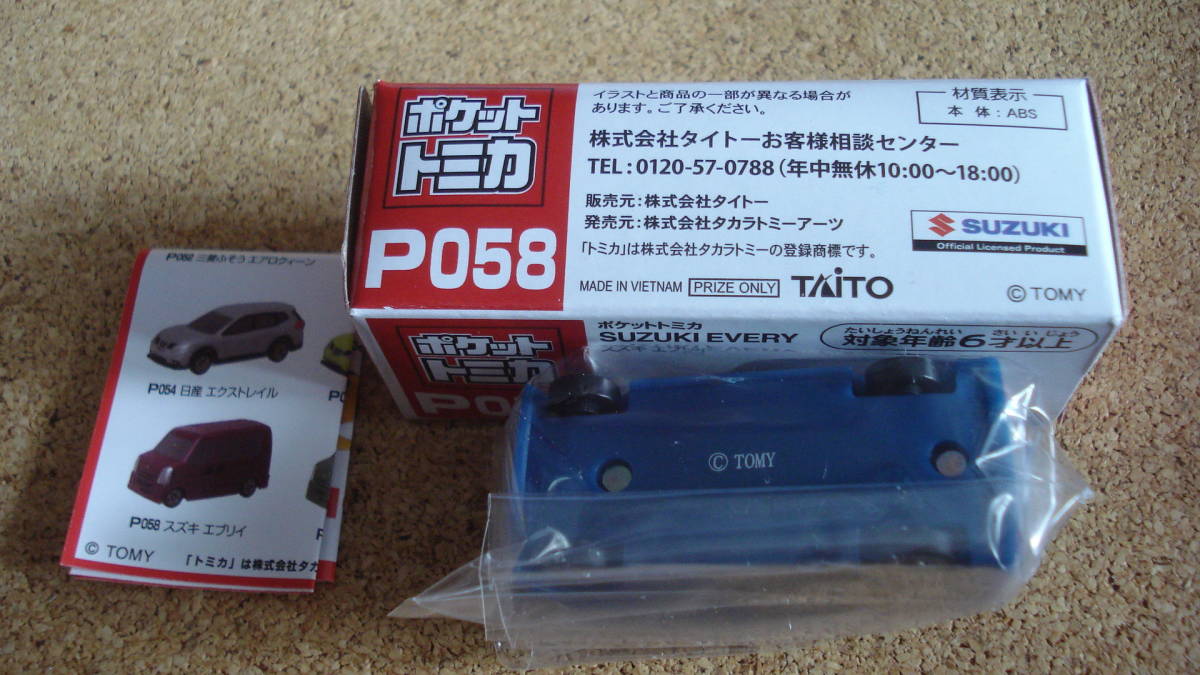 ポケット
トミカ
P058
イラストと商品の一部が異なる場合が
あります。ご了承ください。
材質表示
本 体：ABS
株式会社タイトーお客様相談センター
TEL：0120-57-0788（年中無休10:00～18:00）
販売元：株式会社タイトー
発売元：株式会社タカラトミーアーツ
「トミカ」は株式会社タカラトミーの登録商標です。
SUZUKI
Official Licensed Product
MADE IN VIETNAM PRIZE ONLY TAITO
© TOMY
ポケット
トミカ
ポケットトミカ
SUZUKI EVERY
たいしょうねんれい さい い じょう
対象年齢6才以上
© TOMY
P052 三菱ふそう エアロクィーン
P054 日産 エクストレイル
P058 スズキ エブリイ
© TOMY
「トミカ」は株式会社タカ